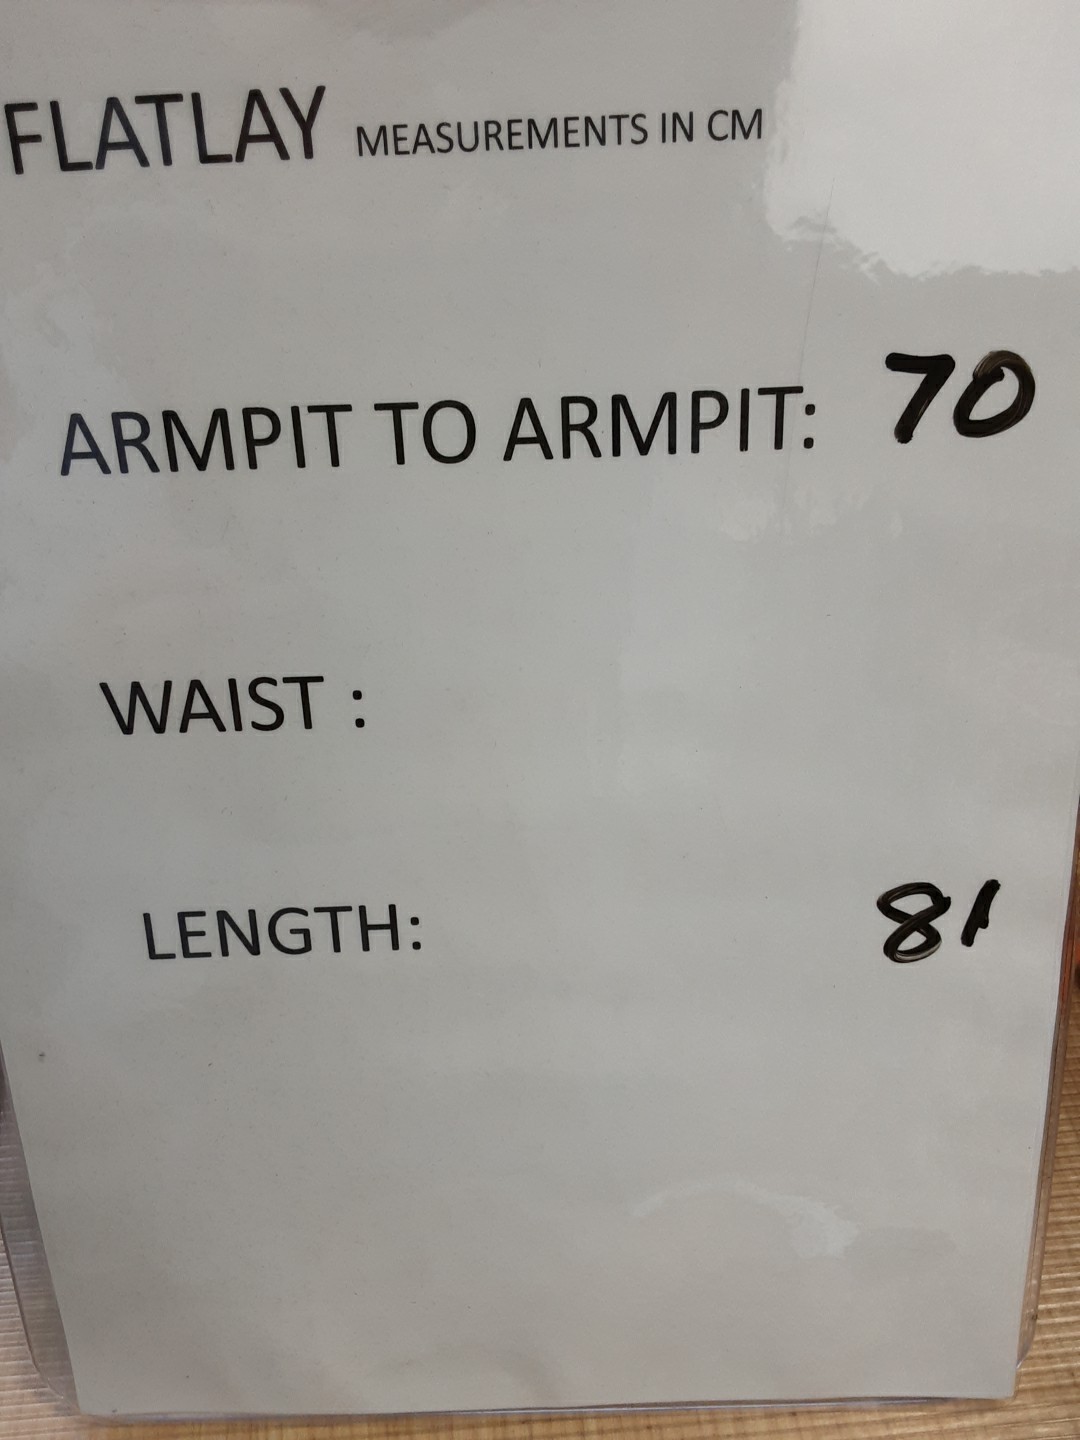 FLATLAY MEASUREMENTS IN CM
ARMPIT TO ARMPIT: 70
WAIST :
LENGTH: 81